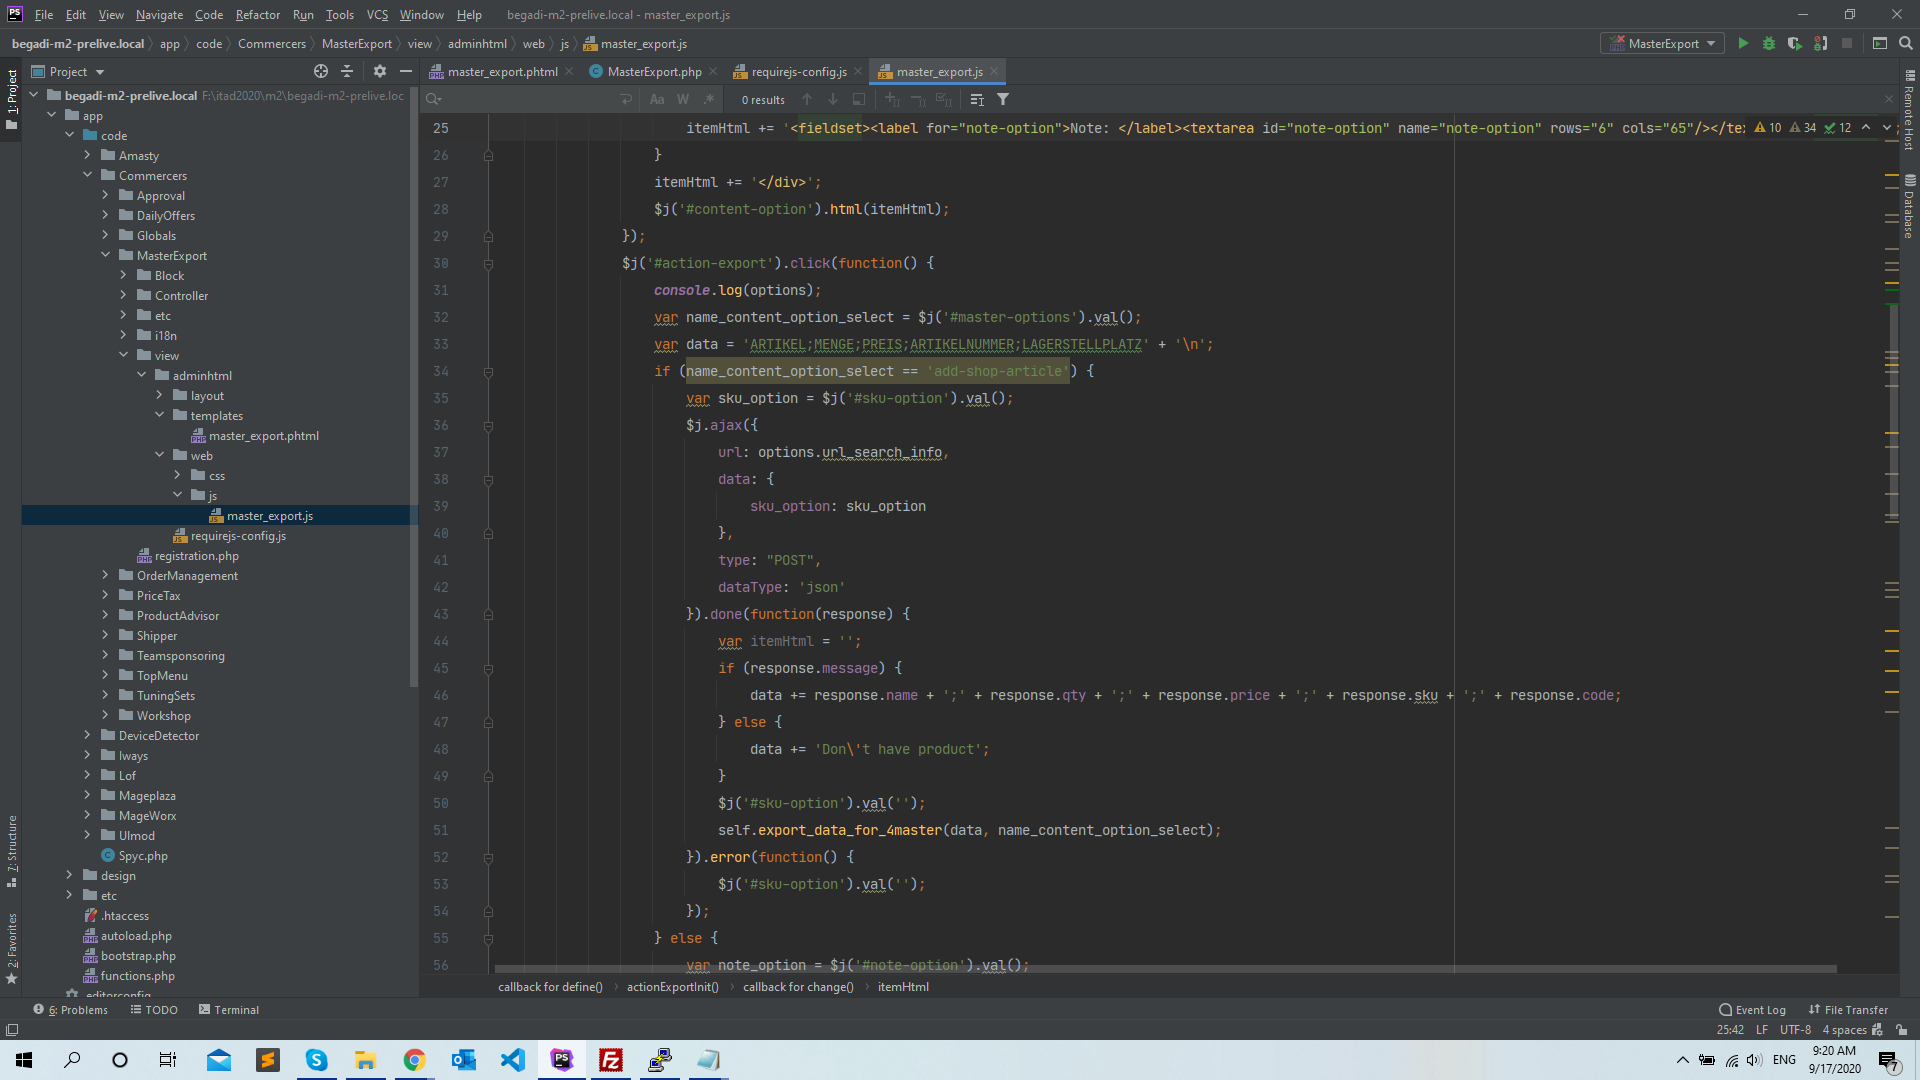 File Edit View Navigate Code Refactor Run Tools VCS Window Help begadi-m2-prelive.local - master_export.js
begadi-m2-prelive.local app code Commercers MasterExport view adminhtml web js master_export.js
MasterExport
Project
master_export.phtml MasterExport.php requirejs-config.js master_export.js
0 results
begadi-m2-prelive.local F:\itad2020\m2\begadi-m2-prelive.loc
app
code
Amasty
Commercers
Approval
DailyOffers
Globals
MasterExport
Block
Controller
etc
i18n
view
adminhtml
layout
templates
master_export.phtml
web
css
js
master_export.js
requirejs-config.js
registration.php
OrderManagement
PriceTax
ProductAdvisor
Shipper
Teamsponsoring
TopMenu
TuningSets
Workshop
DeviceDetector
Iways
Lof
Mageplaza
MageWorx
Ulmod
Spyc.php
design
etc
.htaccess
autoload.php
bootstrap.php
functions.php
.editorconfig
1: Project
7: Structure
2: Favorites
Remote Host
Database
10 34 12
25 itemHtml += '<fieldset><label for="note-option">Note: </label><textarea id="note-option" name="note-option" rows="6" cols="65"/></te
26 }
27 itemHtml += '</div>';
28 $j('#content-option').html(itemHtml);
29 });
30 $j('#action-export').click(function() {
31 console.log(options);
32 var name_content_option_select = $j('#master-options').val();
33 var data = 'ARTIKEL;MENGE;PREIS;ARTIKELNUMMER;LAGERSTELLPLATZ' + '\n';
34 if (name_content_option_select == 'add-shop-article') {
35 var sku_option = $j('#sku-option').val();
36 $j.ajax({
37 url: options.url_search_info,
38 data: {
39 sku_option: sku_option
40 },
41 type: "POST",
42 dataType: 'json'
43 }).done(function(response) {
44 var itemHtml = '';
45 if (response.message) {
46 data += response.name + ';' + response.qty + ';' + response.price + ';' + response.sku + ';' + response.code;
47 } else {
48 data += 'Don\'t have product';
49 }
50 $j('#sku-option').val('');
51 self.export_data_for_4master(data, name_content_option_select);
52 }).error(function() {
53 $j('#sku-option').val('');
54 });
55 } else {
56 var note_option = $j('#note-option').val();
callback for define() actionExportInit() callback for change() itemHtml
6: Problems TODO Terminal Event Log File Transfer
25:42 LF UTF-8 4 spaces
ENG 9:20 AM
9/17/2020
7